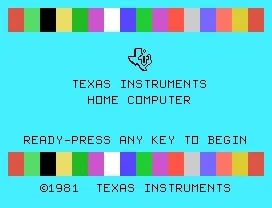 TEXAS INSTRUMENTS
HOME COMPUTER
READY-PRESS ANY KEY TO BEGIN
©1981 TEXAS INSTRUMENTS